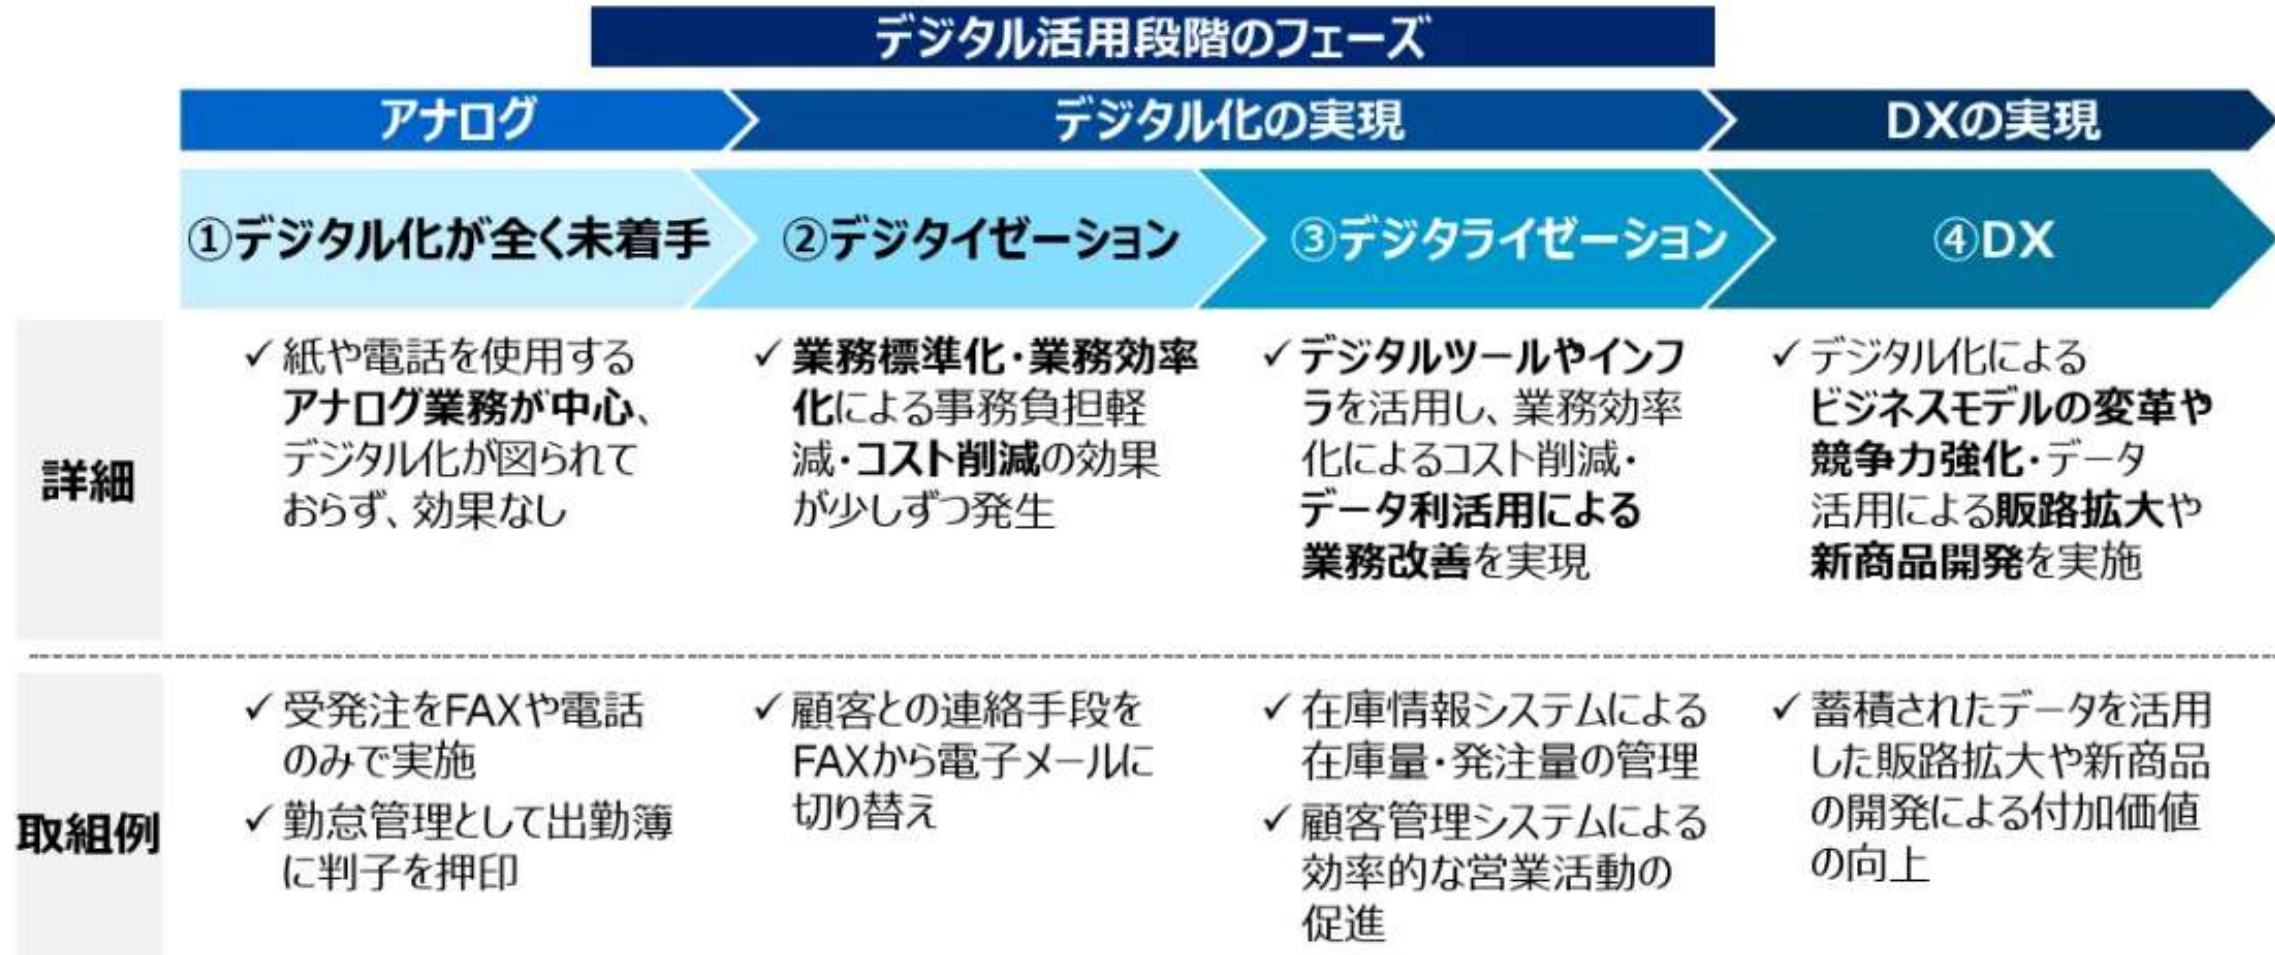 デジタル活用段階のフェーズ
アナログ
デジタル化の実現
DXの実現
①デジタル化が全く未着手
②デジタイゼーション
③デジタライゼーション
④DX
詳細
✓ 紙や電話を使用する
アナログ業務が中心、
デジタル化が図られて
おらず、効果なし
✓ 業務標準化・業務効率
化による事務負担軽
減・コスト削減の効果
が少しずつ発生
✓ デジタルツールやインフ
ラを活用し、業務効率
化によるコスト削減・
データ利活用による
業務改善を実現
✓ デジタル化による
ビジネスモデルの変革や
競争力強化・データ
活用による販路拡大や
新商品開発を実施
取組例
✓ 受発注をFAXや電話
のみで実施
✓ 勤怠管理として出勤簿
に判子を押印
✓ 顧客との連絡手段を
FAXから電子メールに
切り替え
✓ 在庫情報システムによる
在庫量・発注量の管理
✓ 顧客管理システムによる
効率的な営業活動の
促進
✓ 蓄積されたデータを活用
した販路拡大や新商品
の開発による付加価値
の向上